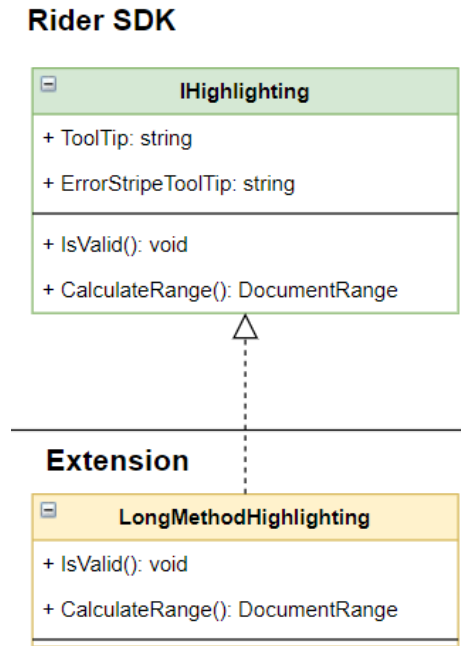 Rider SDK
IHighlighting
+ ToolTip: string
+ ErrorStripeToolTip: string
+ IsValid(): void
+ CalculateRange(): DocumentRange
Extension
LongMethodHighlighting
+ IsValid(): void
+ CalculateRange(): DocumentRange